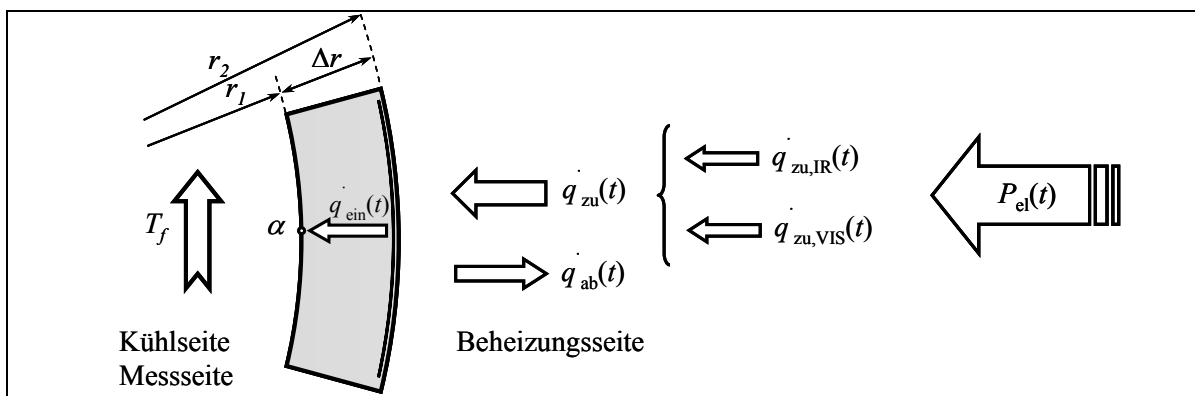 r₂
Δr
r₁
q̇zu,IR(t)
q̇zu(t)
Pel(t)
q̇ein(t)
Tf
α
q̇zu,VIS(t)
q̇ab(t)
Kühlseite
Beheizungsseite
Messseite